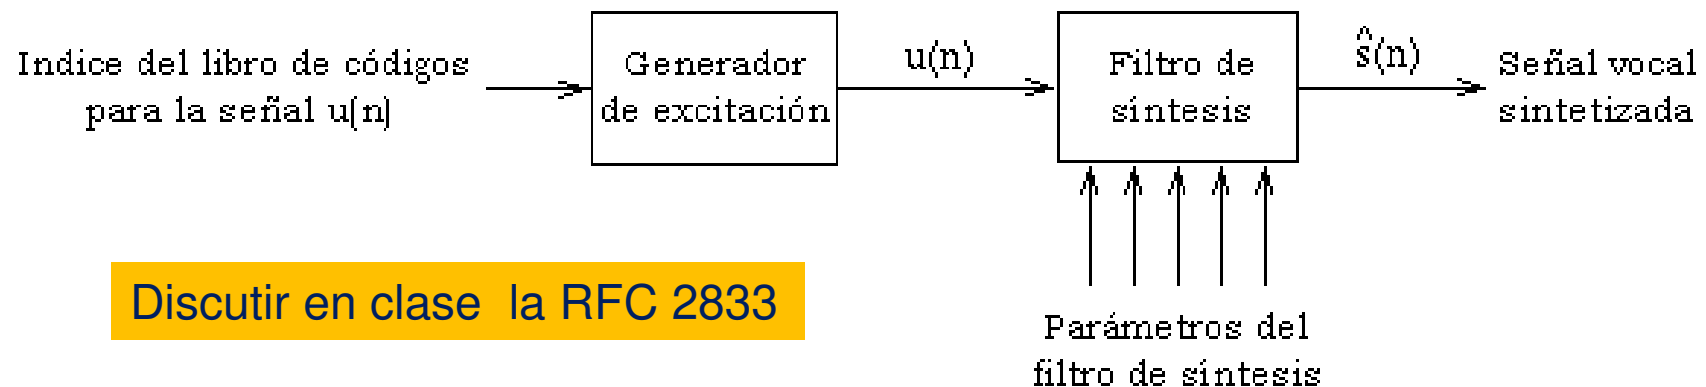 Indice del libro de códigos
para la señal u(n)
Generador
de excitación
u(n)
Filtro de
síntesis
ŝ(n)
Señal vocal
sintetizada
Parámetros del
filtro de síntesis
Discutir en clase la RFC 2833